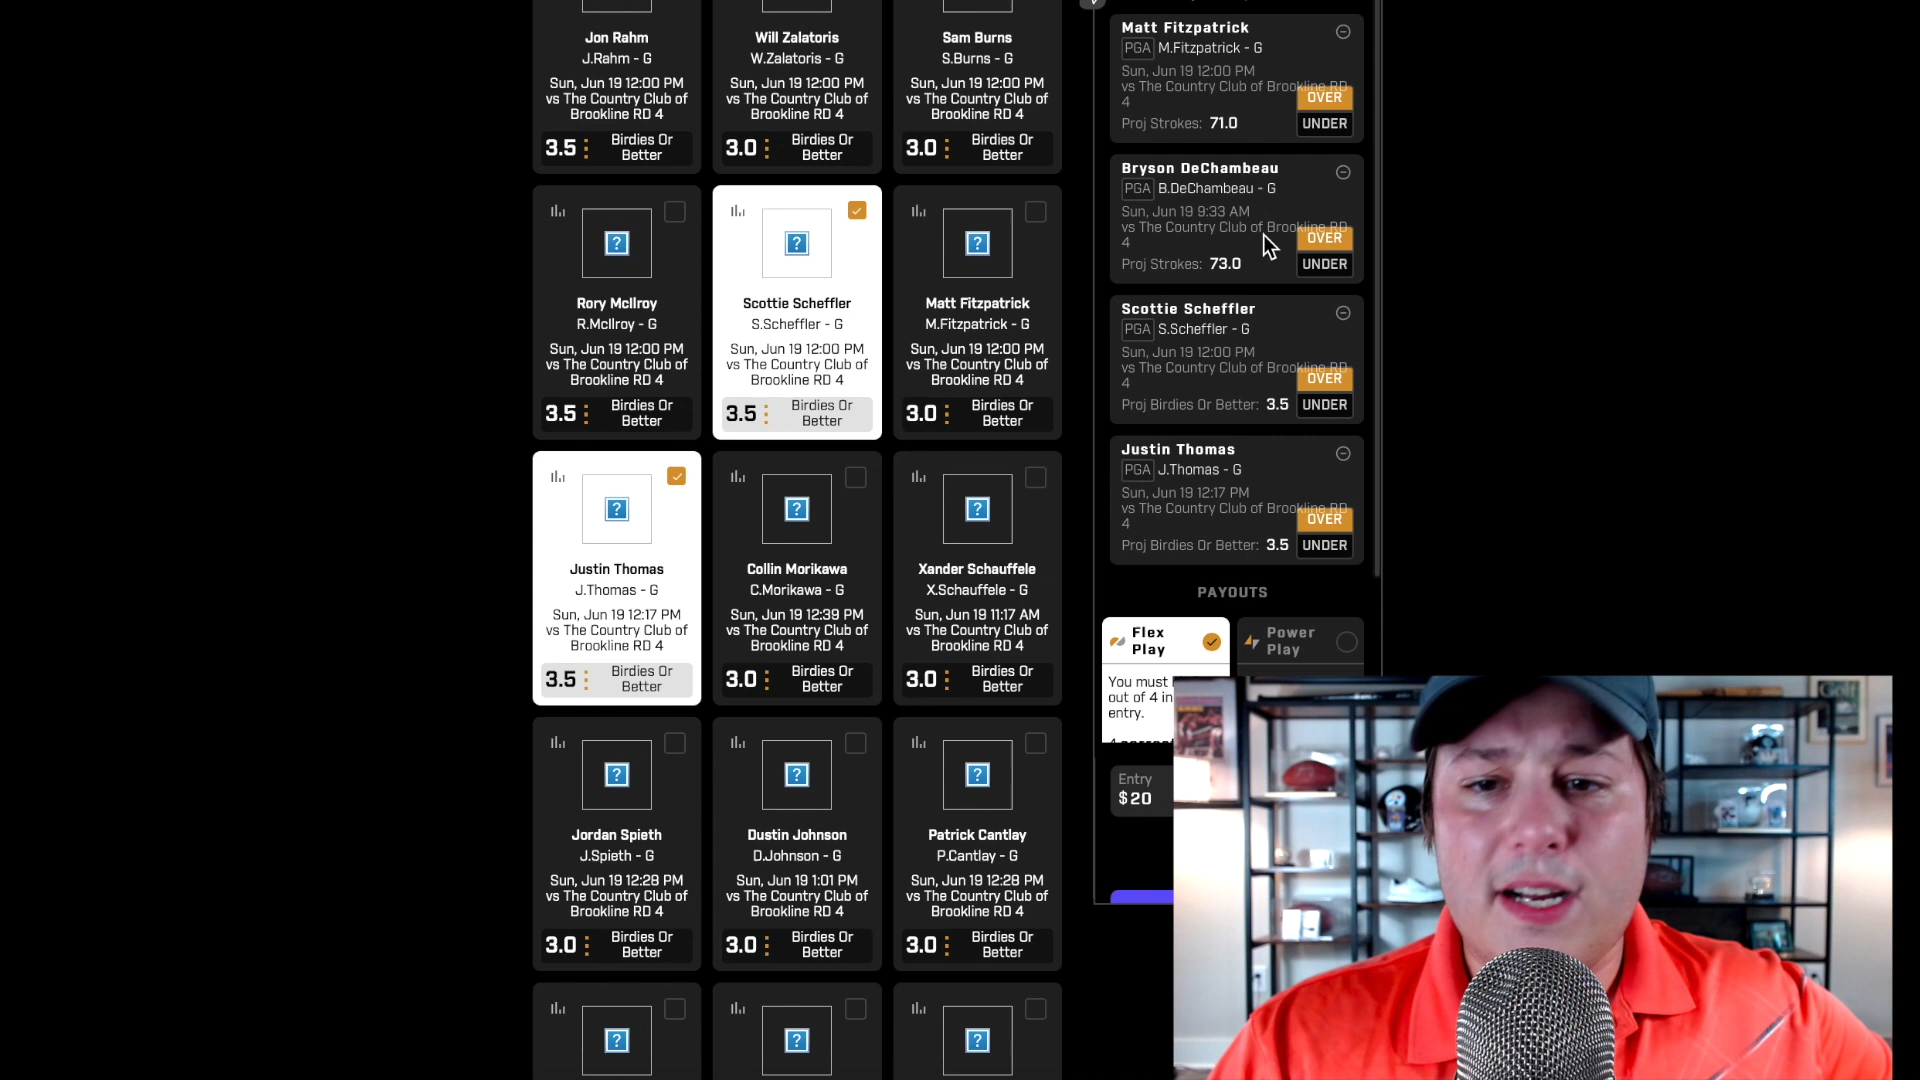 Jon Rahm
J.Rahm - G
Sun, Jun 19 12:00 PM
vs The Country Club of
Brookline RD 4
3.5
Birdies Or
Better
Will Zalatoris
W.Zalatoris - G
Sun, Jun 19 12:00 PM
vs The Country Club of
Brookline RD 4
3.0
Birdies Or
Better
Sam Burns
S.Burns - G
Sun, Jun 19 12:00 PM
vs The Country Club of
Brookline RD 4
3.0
Birdies Or
Better
?
Rory McIlroy
R.McIlroy - G
Sun, Jun 19 12:00 PM
vs The Country Club of
Brookline RD 4
3.5
Birdies Or
Better
?
Scottie Scheffler
S.Scheffler - G
Sun, Jun 19 12:00 PM
vs The Country Club of
Brookline RD 4
3.5
Birdies Or
Better
?
Matt Fitzpatrick
M.Fitzpatrick - G
Sun, Jun 19 12:00 PM
vs The Country Club of
Brookline RD 4
3.0
Birdies Or
Better
?
Justin Thomas
J.Thomas - G
Sun, Jun 19 12:17 PM
vs The Country Club of
Brookline RD 4
3.5
Birdies Or
Better
?
Collin Morikawa
C.Morikawa - G
Sun, Jun 19 12:39 PM
vs The Country Club of
Brookline RD 4
3.0
Birdies Or
Better
?
Xander Schauffele
X.Schauffele - G
Sun, Jun 19 11:17 AM
vs The Country Club of
Brookline RD 4
3.0
Birdies Or
Better
?
Jordan Spieth
J.Spieth - G
Sun, Jun 19 12:28 PM
vs The Country Club of
Brookline RD 4
3.0
Birdies Or
Better
?
Dustin Johnson
D.Johnson - G
Sun, Jun 19 1:01 PM
vs The Country Club of
Brookline RD 4
3.0
Birdies Or
Better
?
Patrick Cantlay
P.Cantlay - G
Sun, Jun 19 12:28 PM
vs The Country Club of
Brookline RD 4
3.0
Birdies Or
Better
?
?
?
Matt Fitzpatrick
PGA M.Fitzpatrick - G
Sun, Jun 19 12:00 PM
vs The Country Club of Brookline RD
4
Proj Strokes: 71.0
OVER
UNDER
Bryson DeChambeau
PGA B.DeChambeau - G
Sun, Jun 19 9:33 AM
vs The Country Club of Brookline RD
4
Proj Strokes: 73.0
OVER
UNDER
Scottie Scheffler
PGA S.Scheffler - G
Sun, Jun 19 12:00 PM
vs The Country Club of Brookline RD
4
Proj Birdies Or Better: 3.5
OVER
UNDER
Justin Thomas
PGA J.Thomas - G
Sun, Jun 19 12:17 PM
vs The Country Club of Brookline RD
4
Proj Birdies Or Better: 3.5
OVER
UNDER
PAYOUTS
Flex
Play
Power
Play
You must
out of 4 in
entry.
Entry
$20
Golf